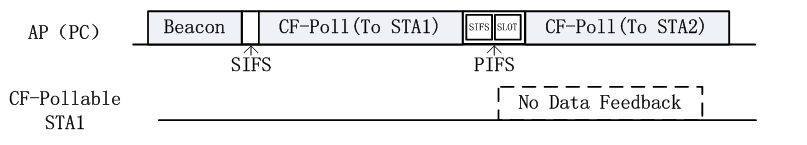 AP（PC）
Beacon
CF-Poll(To STA1)
SIFS
SLOT
CF-Poll(To STA2)
SIFS
PIFS
CF-Pollable
STA1
No Data Feedback